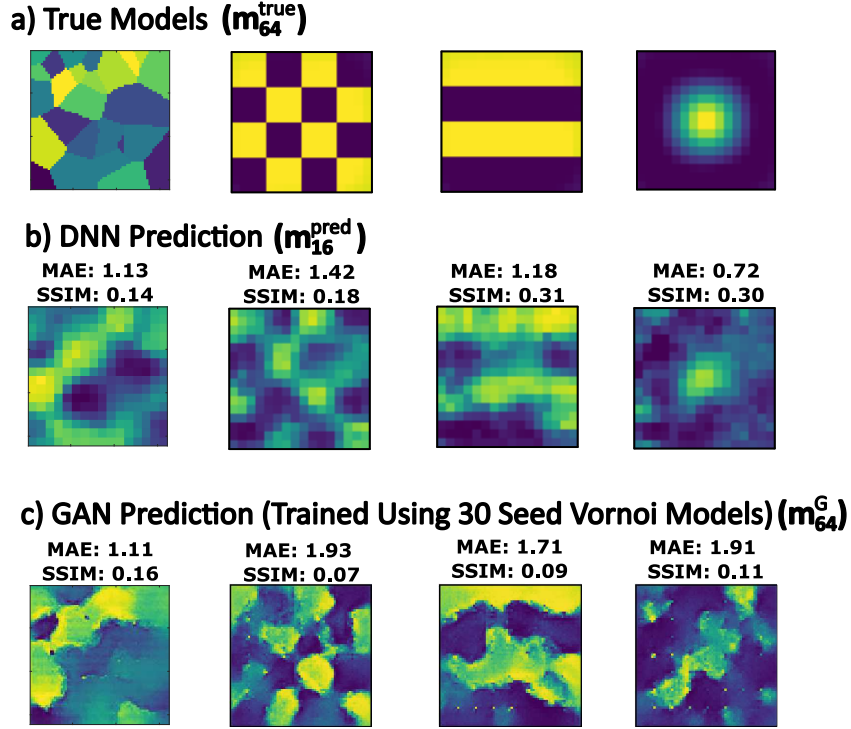 a) True Models (m₆₄ᵗʳᵘᵉ)
b) DNN Prediction (m₁₆ᵖʳᵉᵈ)
MAE: 1.13 MAE: 1.42 MAE: 1.18 MAE: 0.72
SSIM: 0.14 SSIM: 0.18 SSIM: 0.31 SSIM: 0.30
c) GAN Prediction (Trained Using 30 Seed Vornoi Models) (m₆₄ᴳ)
MAE: 1.11 MAE: 1.93 MAE: 1.71 MAE: 1.91
SSIM: 0.16 SSIM: 0.07 SSIM: 0.09 SSIM: 0.11